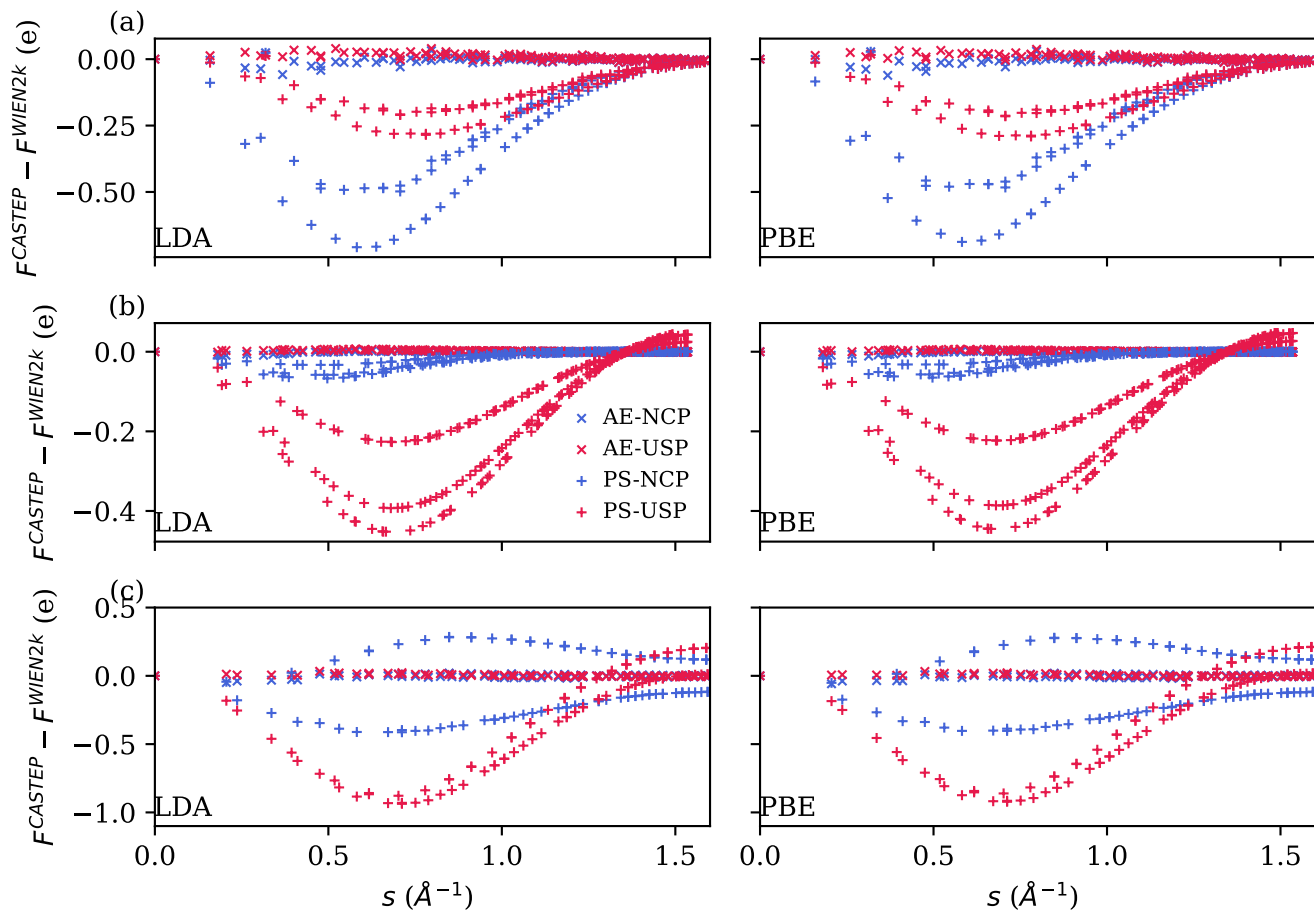 (a)
F^CASTEP − F^WIEN2k (e)
0.00
−0.25
−0.50
LDA
PBE
(b)
F^CASTEP − F^WIEN2k (e)
0.0
−0.2
−0.4
AE-NCP
AE-USP
PS-NCP
PS-USP
LDA
PBE
(c)
F^CASTEP − F^WIEN2k (e)
0.5
0.0
−0.5
−1.0
LDA
PBE
0.0 0.5 1.0 1.5
0.0 0.5 1.0 1.5
s (Å⁻¹)
s (Å⁻¹)